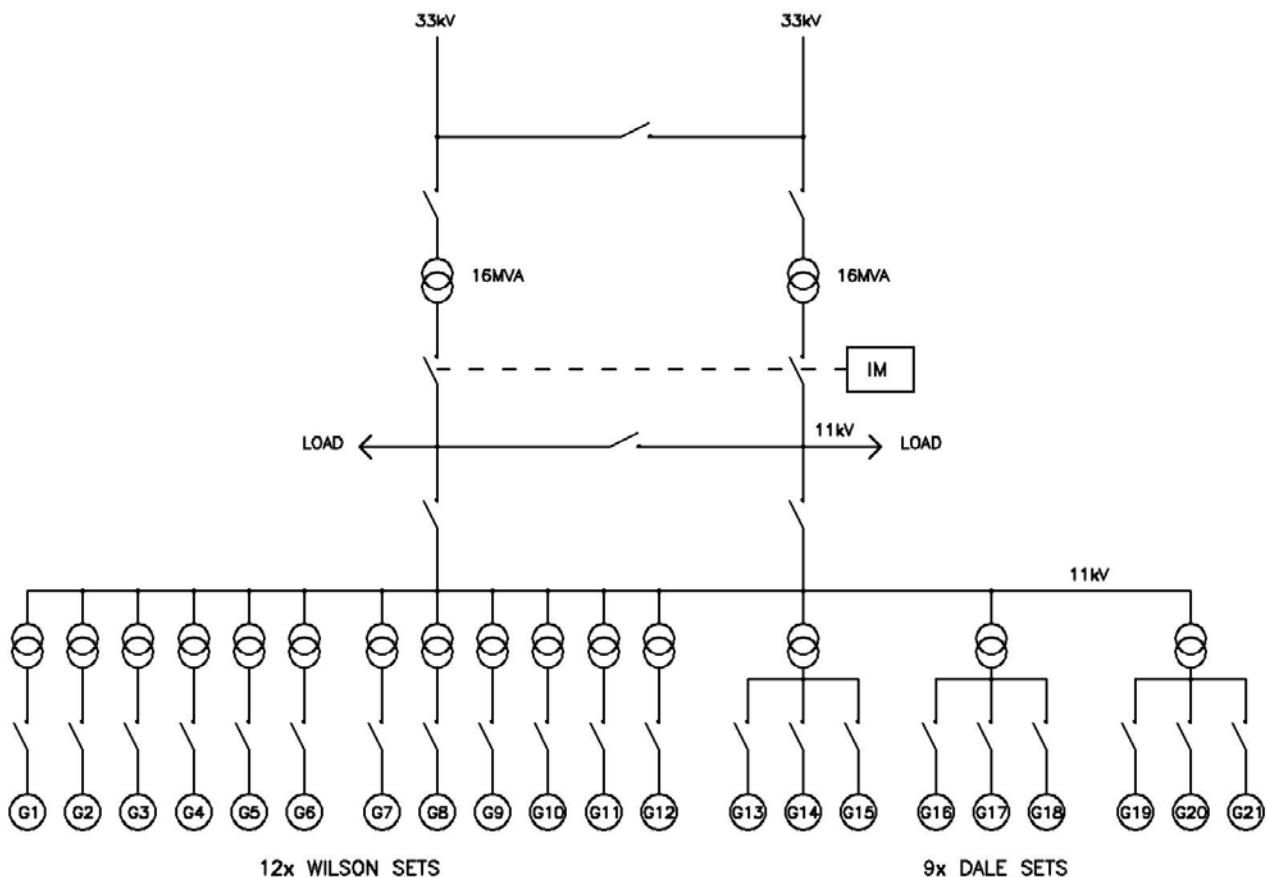 33kV 33kV
16MVA 16MVA
IM
LOAD 11kV LOAD
11kV
G1 G2 G3 G4 G5 G6 G7 G8 G9 G10 G11 G12 G13 G14 G15 G16 G17 G18 G19 G20 G21
12x WILSON SETS 9x DALE SETS